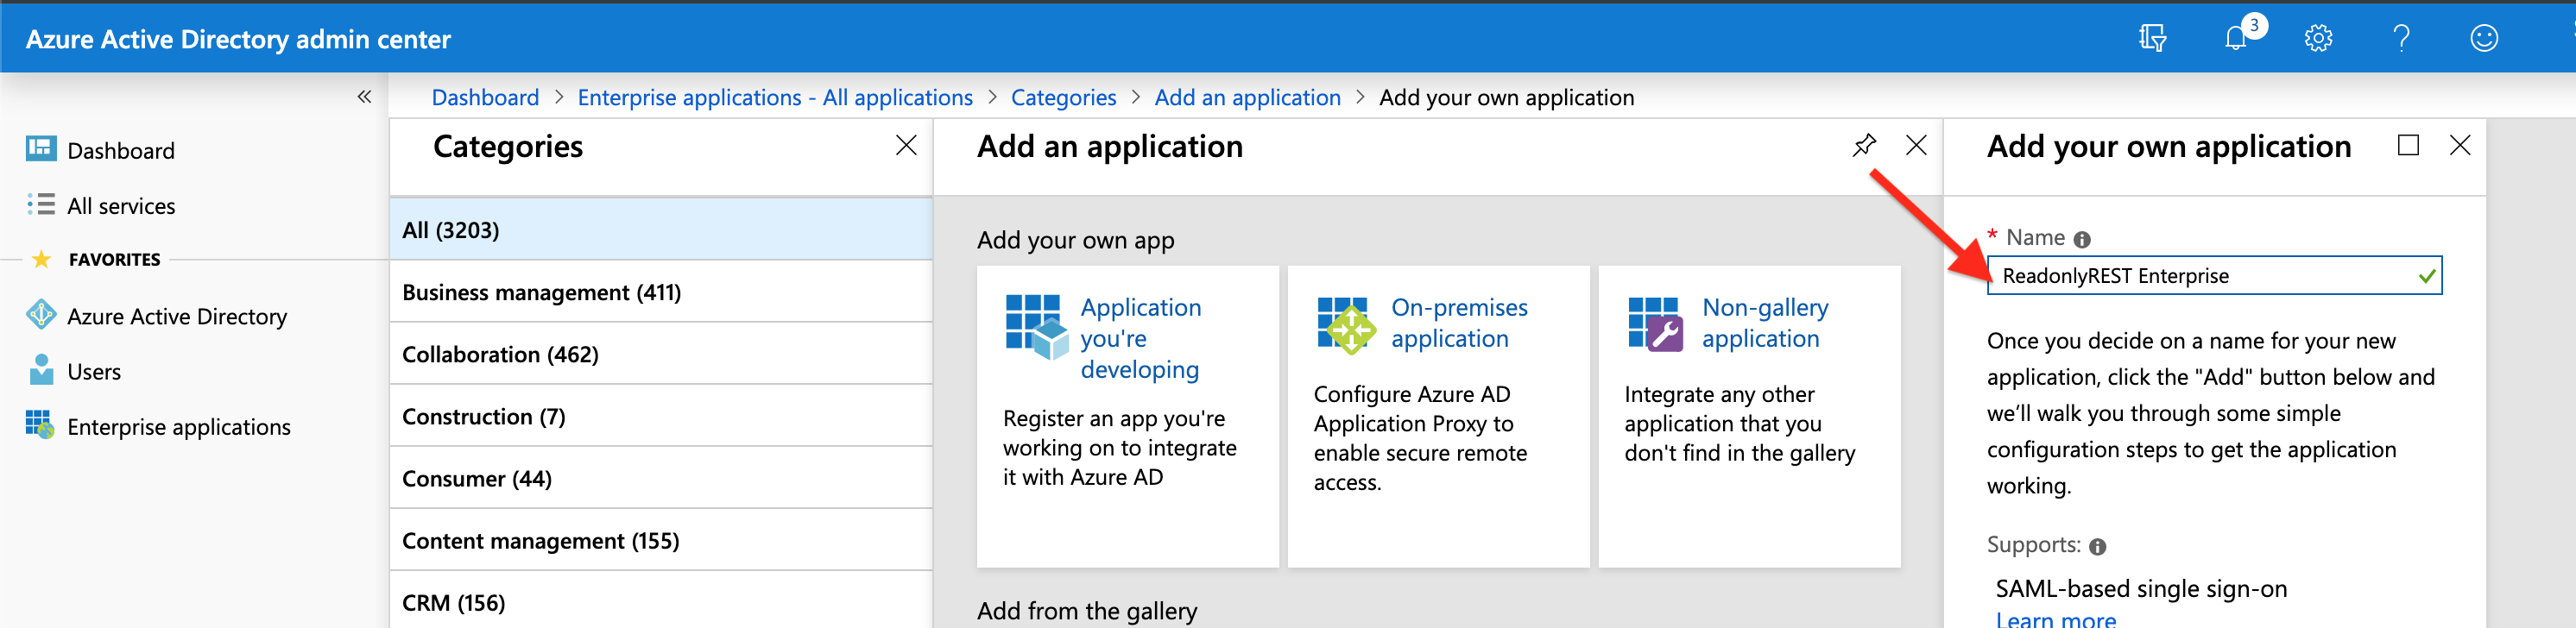 Azure Active Directory admin center
3
«
Dashboard > Enterprise applications - All applications > Categories > Add an application > Add your own application
Dashboard
All services
FAVORITES
Azure Active Directory
Users
Enterprise applications
Categories
All (3203)
Business management (411)
Collaboration (462)
Construction (7)
Consumer (44)
Content management (155)
CRM (156)
Add an application
Add your own app
Application
you're
developing
Register an app you're
working on to integrate
it with Azure AD
On-premises
application
Configure Azure AD
Application Proxy to
enable secure remote
access.
Non-gallery
application
Integrate any other
application that you
don't find in the gallery
Add from the gallery
Add your own application
* Name
ReadonlyREST Enterprise
Once you decide on a name for your new
application, click the "Add" button below and
we'll walk you through some simple
configuration steps to get the application
working.
Supports:
SAML-based single sign-on
Learn more